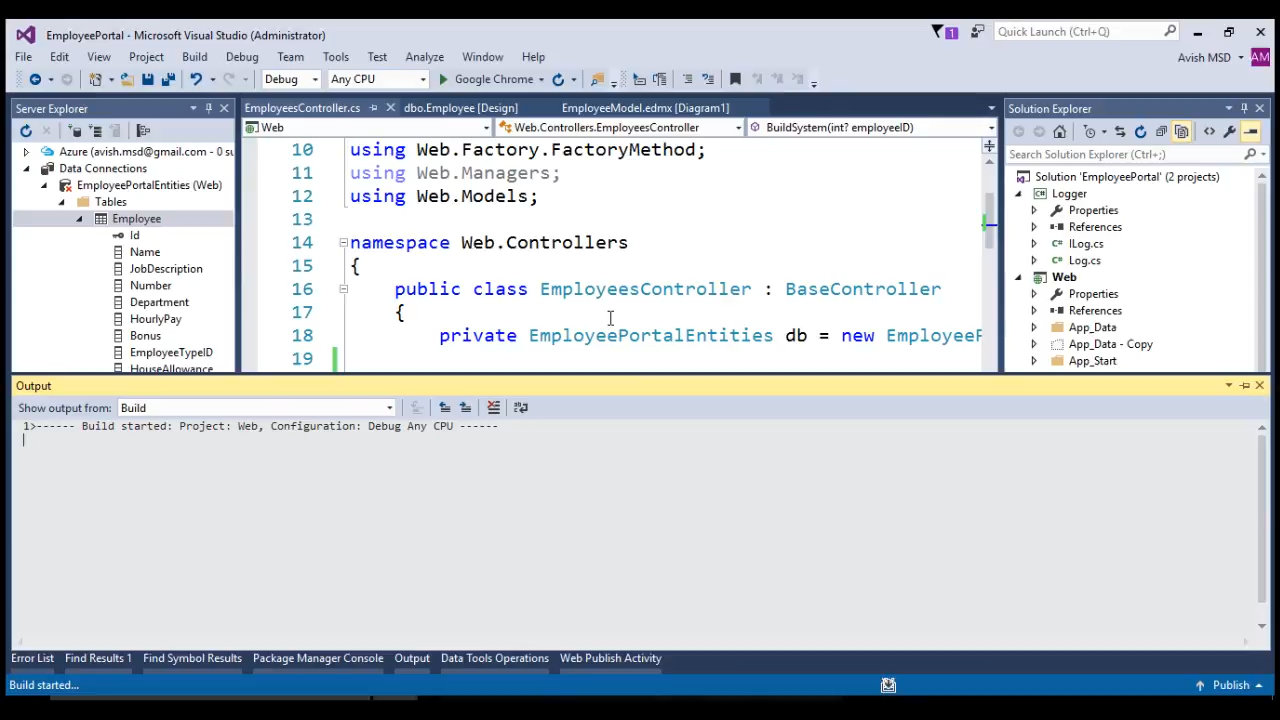 EmployeePortal - Microsoft Visual Studio (Administrator)
1
Quick Launch (Ctrl+Q)
File Edit View Project Build Debug Team Tools Test Analyze Window Help
Avish MSD
AM
Debug
Any CPU
Google Chrome
Server Explorer
Azure (avish.msd@gmail.com - 0 su
Data Connections
EmployeePortalEntities (Web)
Tables
Employee
Id
Name
JobDescription
Number
Department
HourlyPay
Bonus
EmployeeTypeID
HouseAllowance
EmployeesController.cs
dbo.Employee [Design]
EmployeeModel.edmx [Diagram1]
Web
Web.Controllers.EmployeesController
BuildSystem(int? employeeID)
10 using Web.Factory.FactoryMethod;
11 using Web.Managers;
12 using Web.Models;
13
14 namespace Web.Controllers
15 {
16 public class EmployeesController : BaseController
17 {
18 private EmployeePortalEntities db = new EmployeeP
19
Solution Explorer
Search Solution Explorer (Ctrl+;)
Solution 'EmployeePortal' (2 projects)
Logger
Properties
References
ILog.cs
Log.cs
Web
Properties
References
App_Data
App_Data - Copy
App_Start
Output
Show output from: Build
1>------ Build started: Project: Web, Configuration: Debug Any CPU ------
Error List Find Results 1 Find Symbol Results Package Manager Console Output Data Tools Operations Web Publish Activity
Build started...
Publish